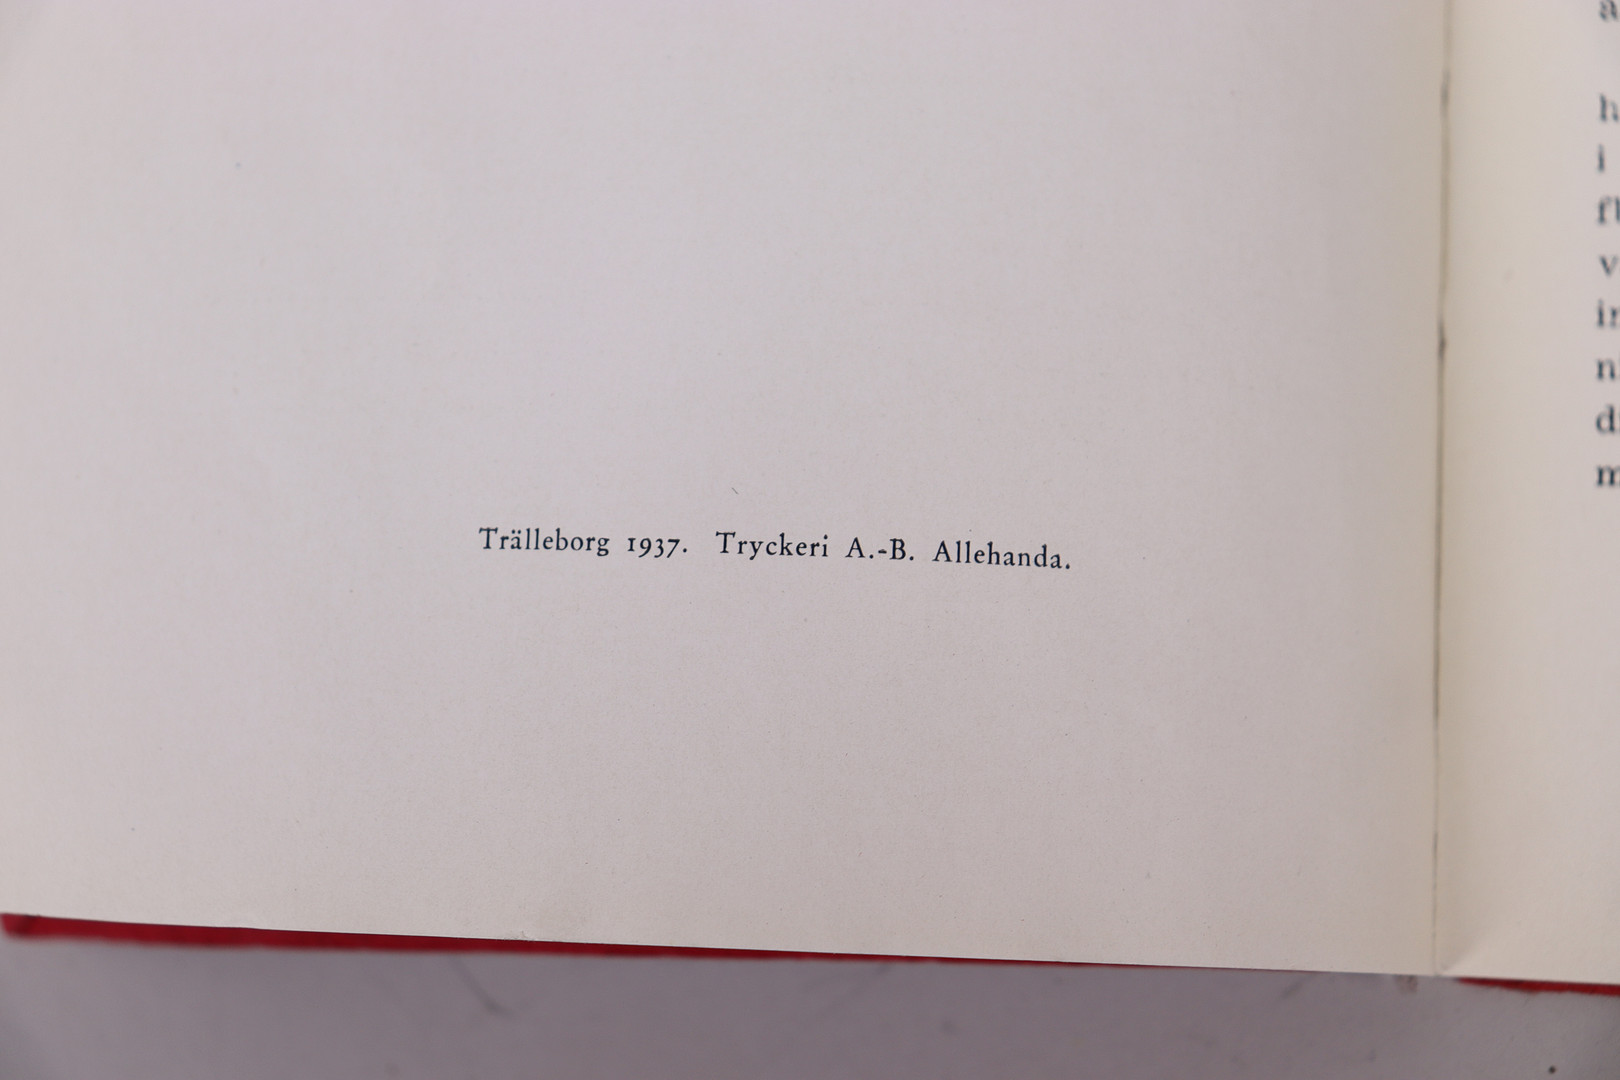 Trälleborg 1937. Tryckeri A.-B. Allehanda.